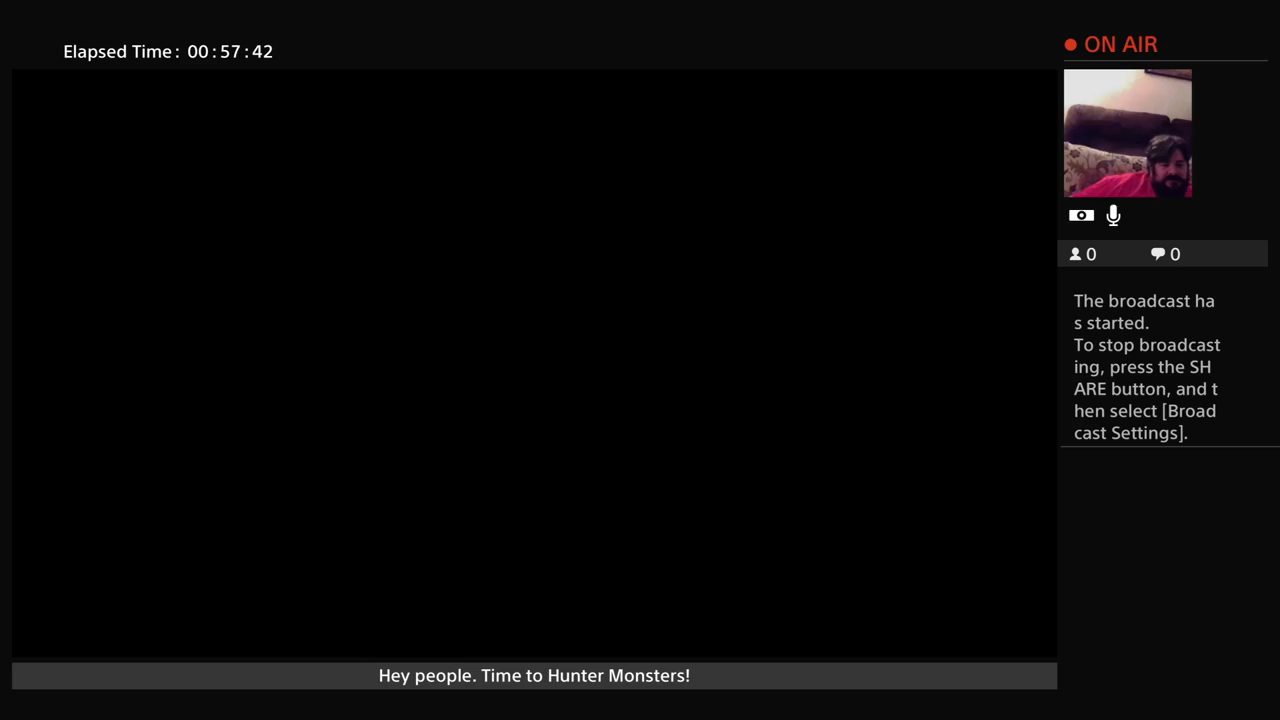 Elapsed Time: 00:57:42
ON AIR
0 0
The broadcast ha
s started.
To stop broadcast
ing, press the SH
ARE button, and t
hen select [Broad
cast Settings].
Hey people. Time to Hunter Monsters!